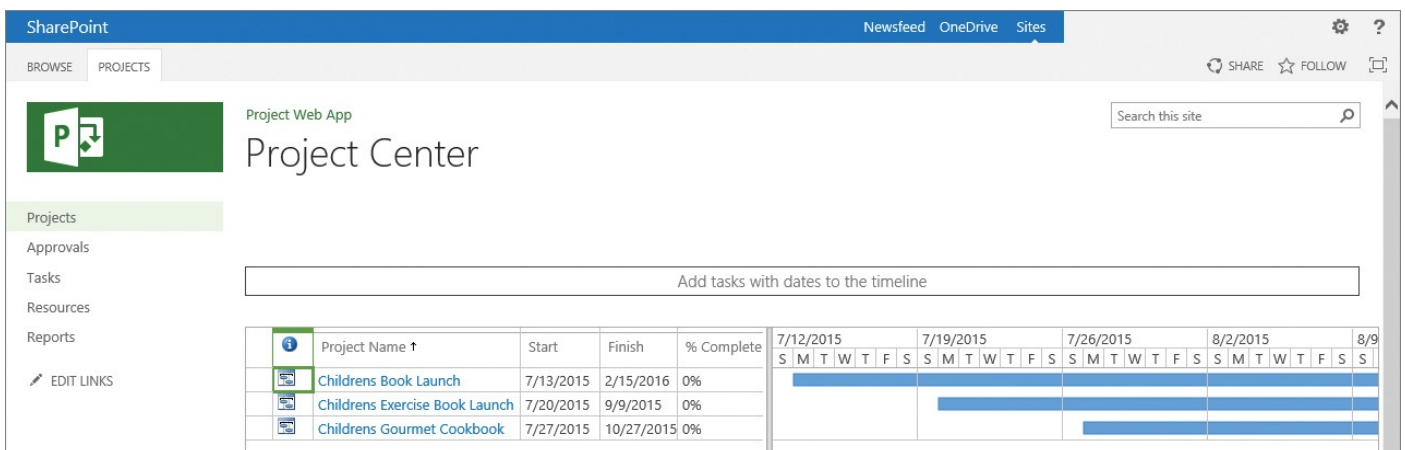 SharePoint Newsfeed OneDrive Sites ?
BROWSE PROJECTS SHARE FOLLOW
P
Project Web App
Search this site
Project Center
Projects
Approvals
Tasks
Resources
Reports
EDIT LINKS
Add tasks with dates to the timeline
7/12/2015 7/19/2015 7/26/2015 8/2/2015 8/9
Project Name ↑ Start Finish % Complete S M T W T F S S M T W T F S S M T W T F S S M T W T F S S
Childrens Book Launch 7/13/2015 2/15/2016 0%
Childrens Exercise Book Launch 7/20/2015 9/9/2015 0%
Childrens Gourmet Cookbook 7/27/2015 10/27/2015 0%